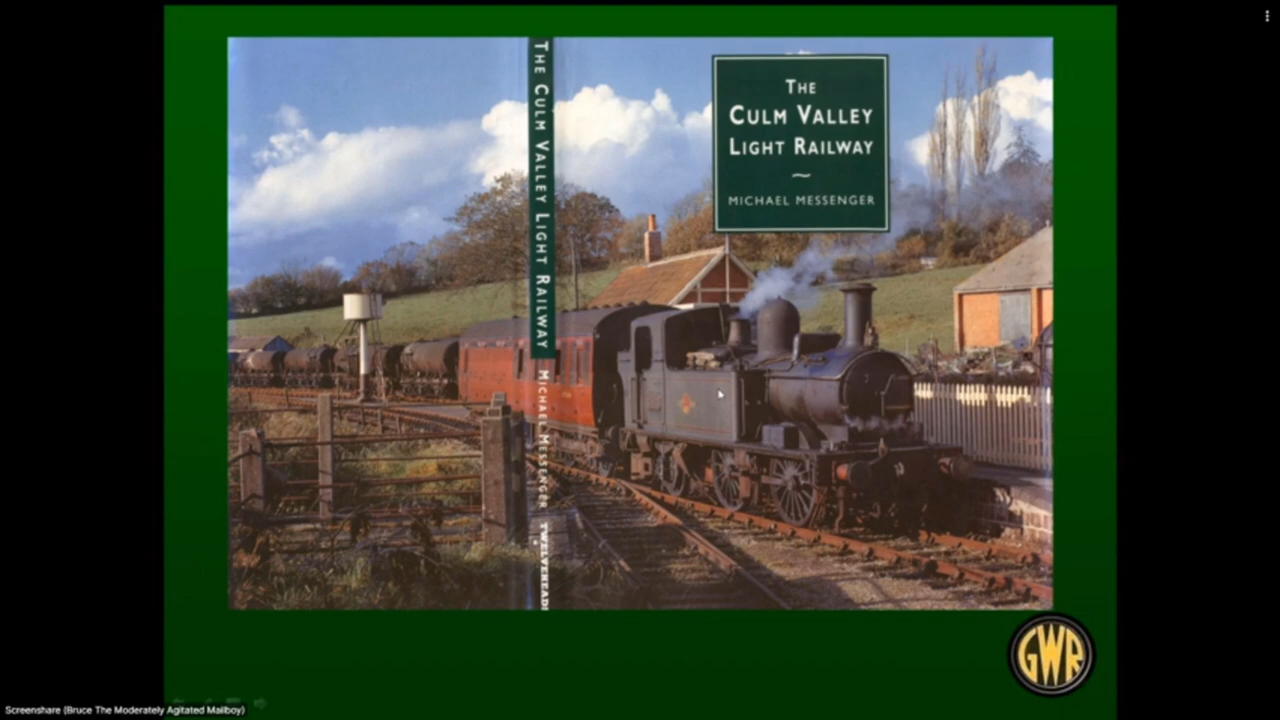 THE CULM VALLEY LIGHT RAILWAY MICHAEL MESSENGER TWELVEHEADS
THE
CULM VALLEY
LIGHT RAILWAY
~
MICHAEL MESSENGER
GWR
Screenshare (Bruce The Moderately Agitated Mailboy)